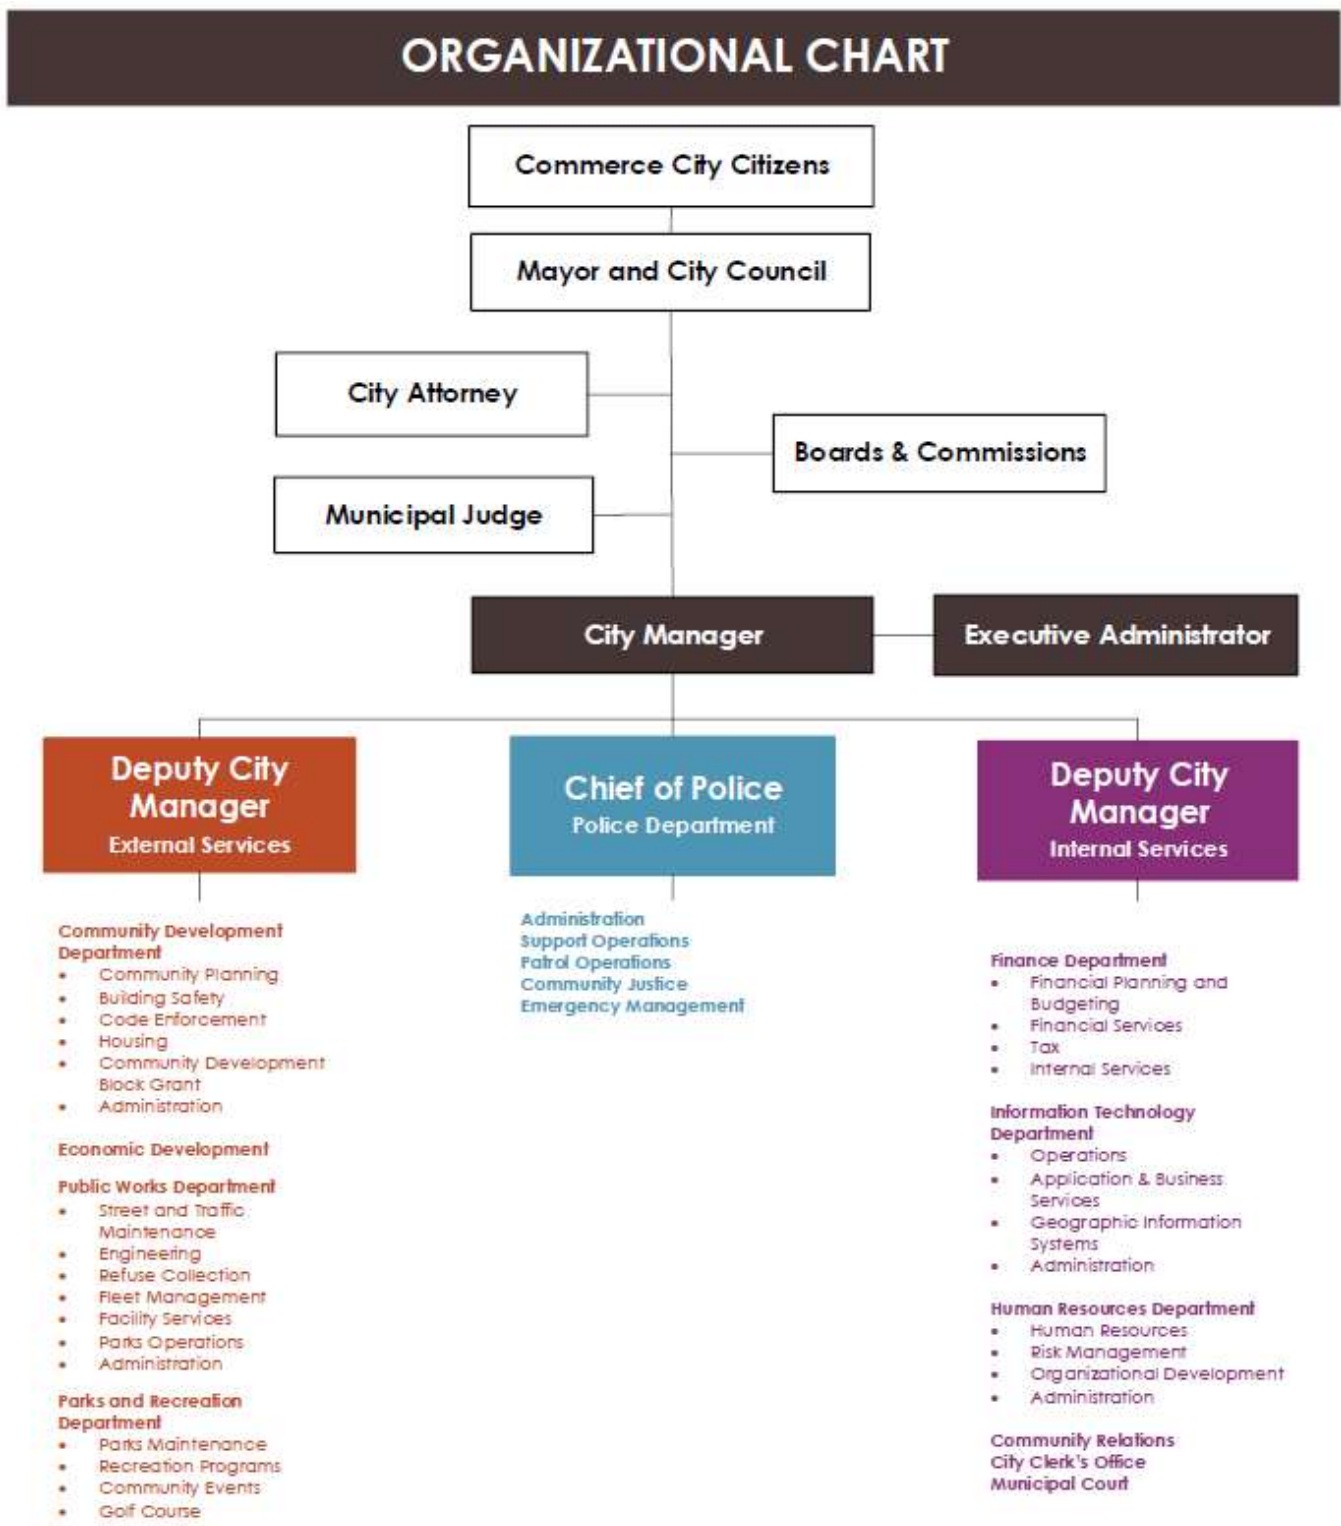 ORGANIZATIONAL CHART
Commerce City Citizens
Mayor and City Council
City Attorney
Boards & Commissions
Municipal Judge
City Manager
Executive Administrator
Deputy City
Manager
External Services
Community Development
Department
• Community Planning
• Building Safety
• Code Enforcement
• Housing
• Community Development
Block Grant
• Administration
Economic Development
Public Works Department
• Street and Traffic
Maintenance
• Engineering
• Refuse Collection
• Fleet Management
• Facility Services
• Parks Operations
• Administration
Parks and Recreation
Department
• Parks Maintenance
• Recreation Programs
• Community Events
• Golf Course
Chief of Police
Police Department
Administration
Support Operations
Patrol Operations
Community Justice
Emergency Management
Deputy City
Manager
Internal Services
Finance Department
• Financial Planning and
Budgeting
• Financial Services
• Tax
• Internal Services
Information Technology
Department
• Operations
• Application & Business
Services
• Geographic Information
Systems
• Administration
Human Resources Department
• Human Resources
• Risk Management
• Organizational Development
• Administration
Community Relations
City Clerk's Office
Municipal Court